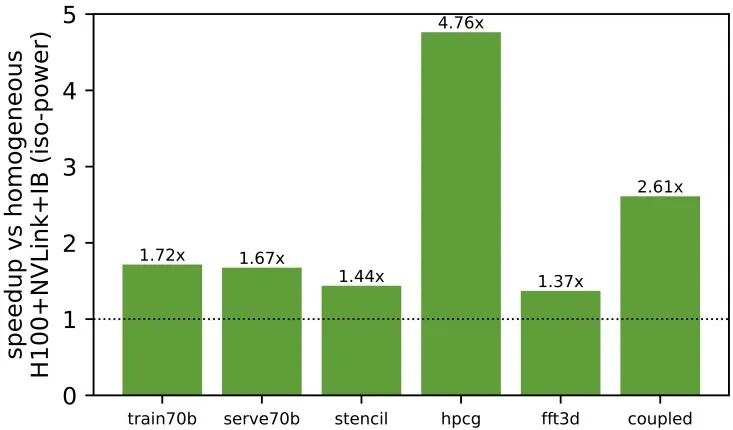 speedup vs homogeneous
H100+NVLink+IB (iso-power)
5
4
3
2
1
0
1.72x
1.67x
1.44x
4.76x
1.37x
2.61x
train70b
serve70b
stencil
hpcg
fft3d
coupled